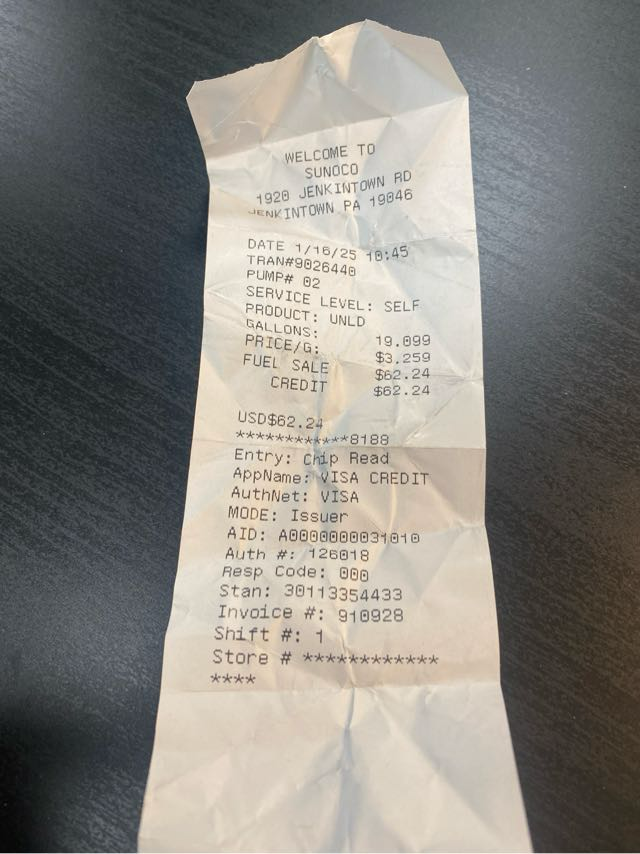 WELCOME TO
SUNOCO
1920 JENKINTOWN RD
JENKINTOWN PA 19046
DATE 1/16/25 10:45
TRAN#9026440
PUMP# 02
SERVICE LEVEL: SELF
PRODUCT: UNLD
GALLONS: 19.099
PRICE/G: $3.259
FUEL SALE $62.24
CREDIT $62.24
USD$62.24
************8188
Entry: Chip Read
AppName: VISA CREDIT
AuthNet: VISA
MODE: Issuer
AID: A0000000031010
Auth #: 126018
Resp Code: 000
Stan: 30113354433
Invoice #: 910928
Shift #: 1
Store # ************
****